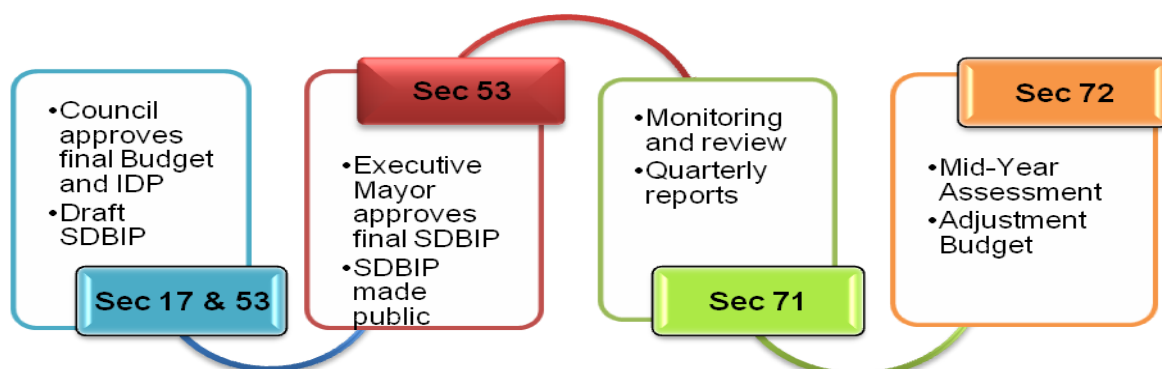 •Council
approves
final Budget
and IDP
•Draft
SDBIP
Sec 17 & 53
Sec 53
•Executive
Mayor
approves
final SDBIP
•SDBIP
made
public
•Monitoring
and review
•Quarterly
reports
Sec 71
Sec 72
•Mid-Year
Assessment
•Adjustment
Budget